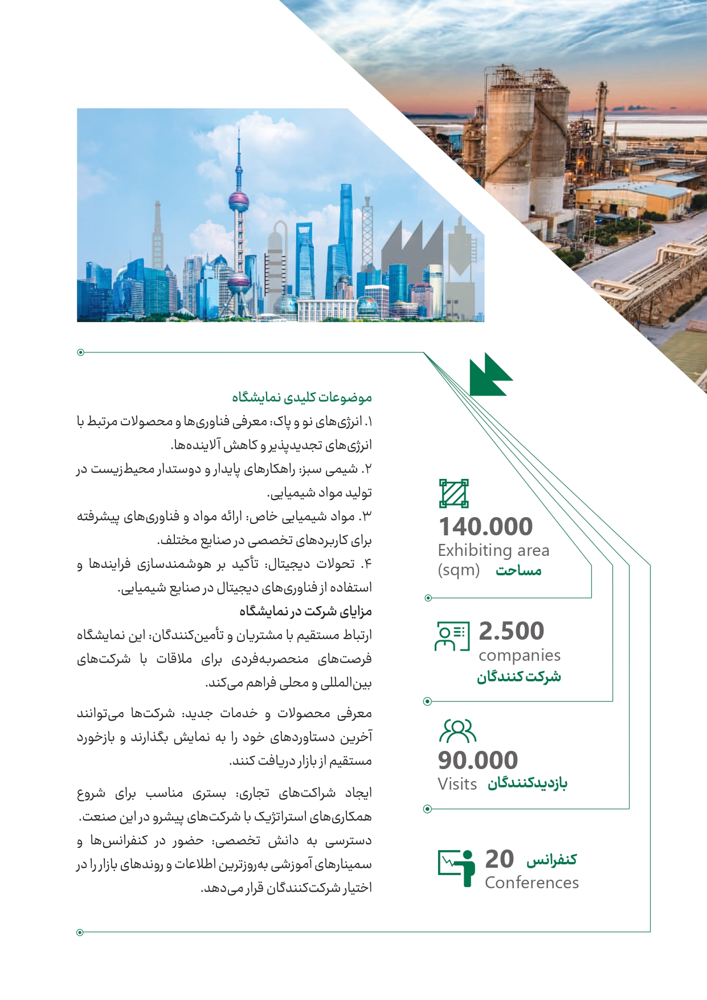 موضوعات کلیدی نمایشگاه
۱. انرژی‌های نو و پاک: معرفی فناوری‌ها و محصولات مرتبط با
انرژی‌های تجدیدپذیر و کاهش آلاینده‌ها.
۲. شیمی سبز: راهکارهای پایدار و دوستدار محیط‌زیست در
تولید مواد شیمیایی.
۳. مواد شیمیایی خاص: ارائه مواد و فناوری‌های پیشرفته
برای کاربردهای تخصصی در صنایع مختلف.
۴. تحولات دیجیتال: تأکید بر هوشمندسازی فرایندها و
استفاده از فناوری‌های دیجیتال در صنایع شیمیایی.
مزایای شرکت در نمایشگاه
ارتباط مستقیم با مشتریان و تأمین‌کنندگان: این نمایشگاه
فرصت‌های منحصربه‌فردی برای ملاقات با شرکت‌های
بین‌المللی و محلی فراهم می‌کند.
معرفی محصولات و خدمات جدید: شرکت‌ها می‌توانند
آخرین دستاوردهای خود را به نمایش بگذارند و بازخورد
مستقیم از بازار دریافت کنند.
ایجاد شراکت‌های تجاری: بستری مناسب برای شروع
همکاری‌های استراتژیک با شرکت‌های پیشرو در این صنعت.
دسترسی به دانش تخصصی: حضور در کنفرانس‌ها و
سمینارهای آموزشی به‌روزترین اطلاعات و روندهای بازار را در
اختیار شرکت‌کنندگان قرار می‌دهد.
140.000
Exhibiting area
(sqm) مساحت
2.500
companies
شرکت کنندگان
90.000
Visits بازدیدکنندگان
20 کنفرانس
Conferences